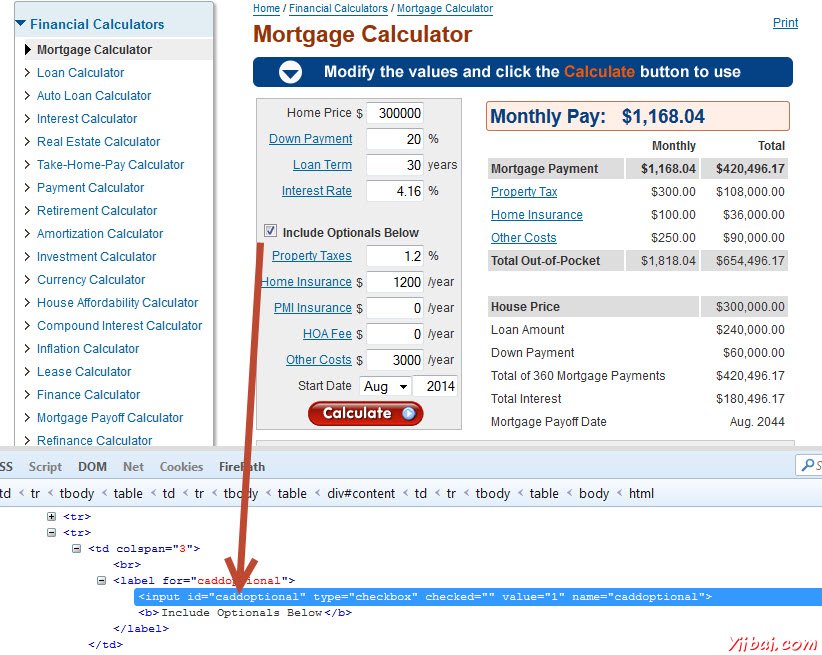 Financial Calculators
Mortgage Calculator
Loan Calculator
Auto Loan Calculator
Interest Calculator
Real Estate Calculator
Take-Home-Pay Calculator
Payment Calculator
Retirement Calculator
Amortization Calculator
Investment Calculator
Currency Calculator
House Affordability Calculator
Compound Interest Calculator
Inflation Calculator
Lease Calculator
Finance Calculator
Mortgage Payoff Calculator
Refinance Calculator
Home / Financial Calculators / Mortgage Calculator
Print
Mortgage Calculator
Modify the values and click the Calculate button to use
Home Price $ 300000
Down Payment 20 %
Loan Term 30 years
Interest Rate 4.16 %
Include Optionals Below
Property Taxes 1.2 %
Home Insurance $ 1200 /year
PMI Insurance $ 0 /year
HOA Fee $ 0 /year
Other Costs $ 3000 /year
Start Date Aug 2014
Calculate
Monthly Pay: $1,168.04
Monthly Total
Mortgage Payment $1,168.04 $420,496.17
Property Tax $300.00 $108,000.00
Home Insurance $100.00 $36,000.00
Other Costs $250.00 $90,000.00
Total Out-of-Pocket $1,818.04 $654,496.17
House Price $300,000.00
Loan Amount $240,000.00
Down Payment $60,000.00
Total of 360 Mortgage Payments $420,496.17
Total Interest $180,496.17
Mortgage Payoff Date Aug. 2044
SS Script DOM Net Cookies FirePath S
td < tr < tbody < table < td < tr < tbody < table < div#content < td < tr < tbody < table < body < html
<tr>
<tr>
<td colspan="3">
<br>
<label for="caddoptional">
<input id="caddoptional" type="checkbox" checked="" value="1" name="caddoptional">
<b>Include Optionals Below</b>
</label>
</td>
Yiibai.com